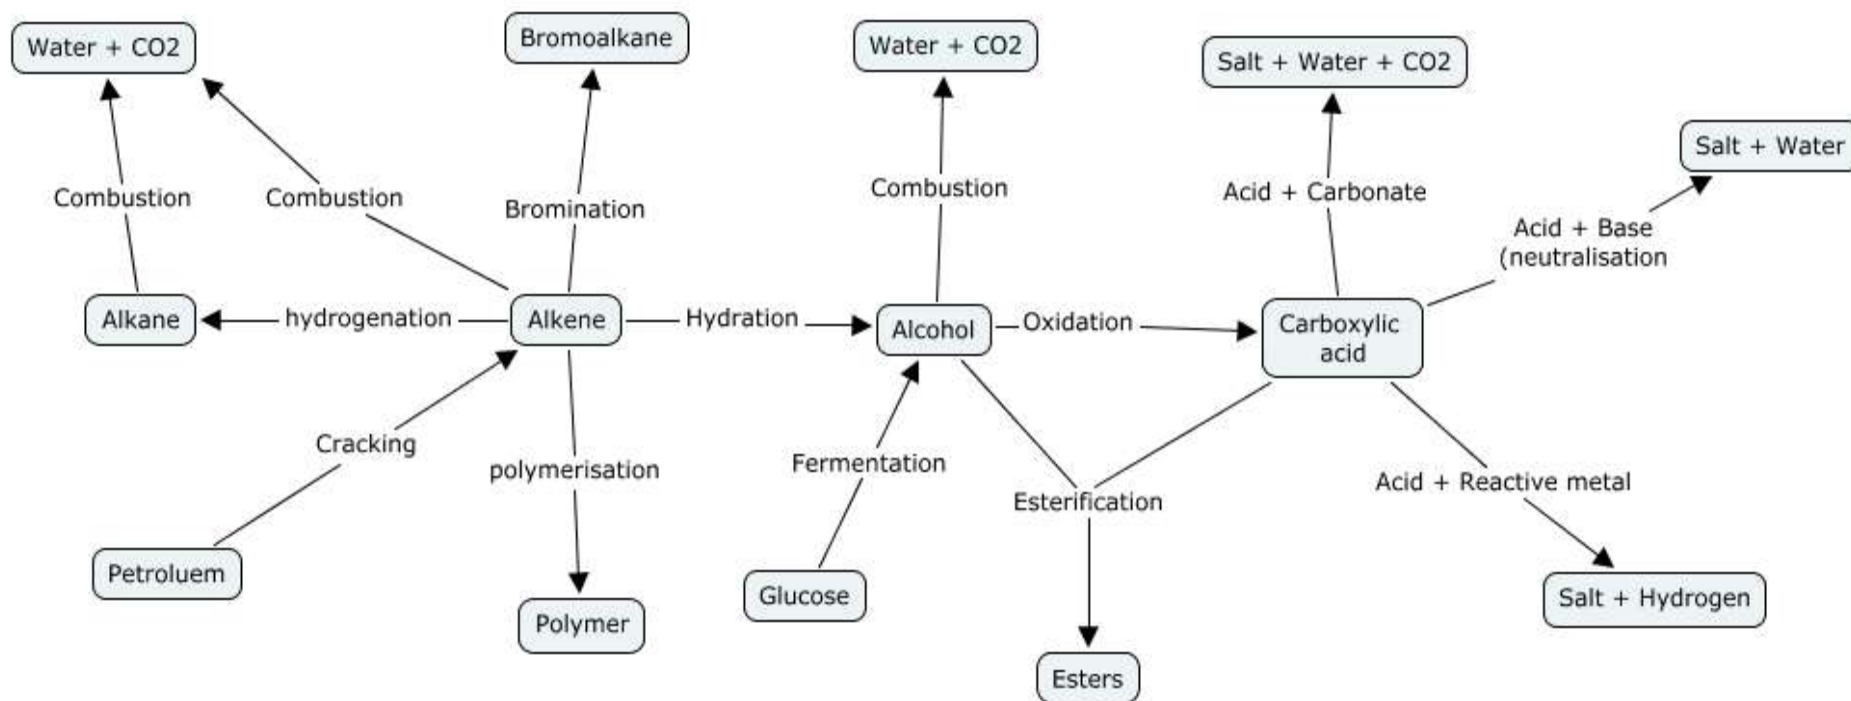 Water + CO2
Bromoalkane
Water + CO2
Salt + Water + CO2
Salt + Water
Combustion
Combustion
Bromination
Combustion
Acid + Carbonate
Acid + Base
(neutralisation
Alkane
hydrogenation
Alkene
Hydration
Alcohol
Oxidation
Carboxylic
acid
Cracking
polymerisation
Fermentation
Esterification
Acid + Reactive metal
Petroluem
Polymer
Glucose
Salt + Hydrogen
Esters